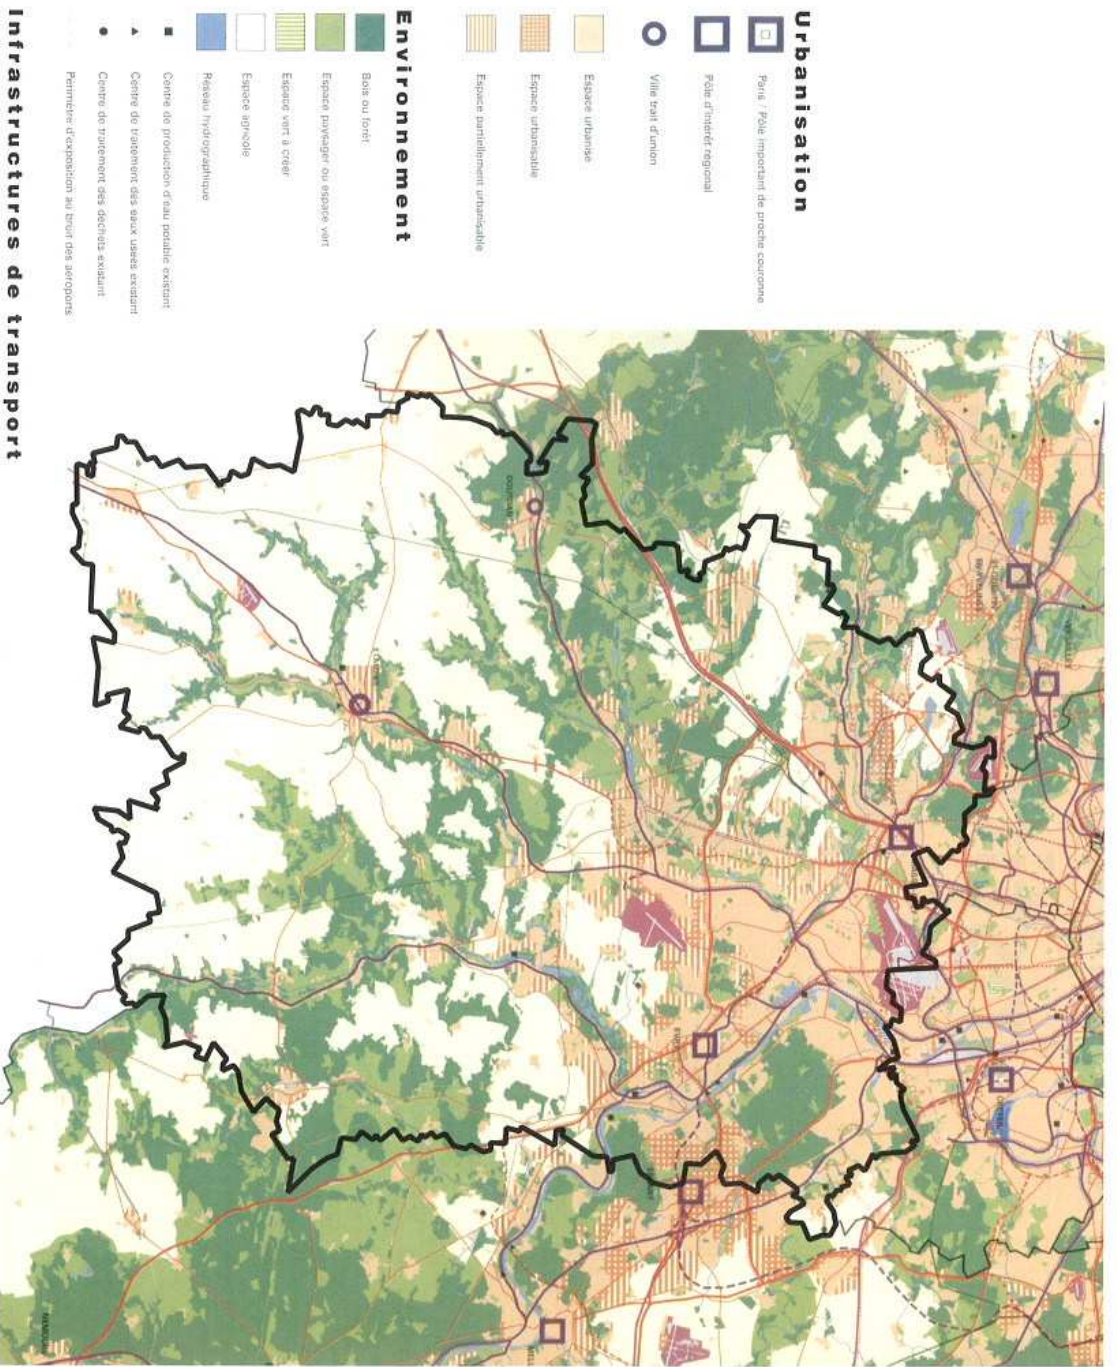 Urbanisation
Paris / Pôle important de proche couronne
Pôle d'intérêt régional
Ville trait d'union
Espace urbanisé
Espace urbanisable
Espace partiellement urbanisable
Environnement
Bois ou forêt
Espace paysager ou espace vert
Espace vert à créer
Espace agricole
Réseau hydrographique
Centre de production d'eau potable existant
Centre de traitement des eaux usées existant
Centre de traitement des déchets existant
Périmètre d'exposition au bruit des aéroports
Infrastructures de transport
VERSAILLES
DOURDAN